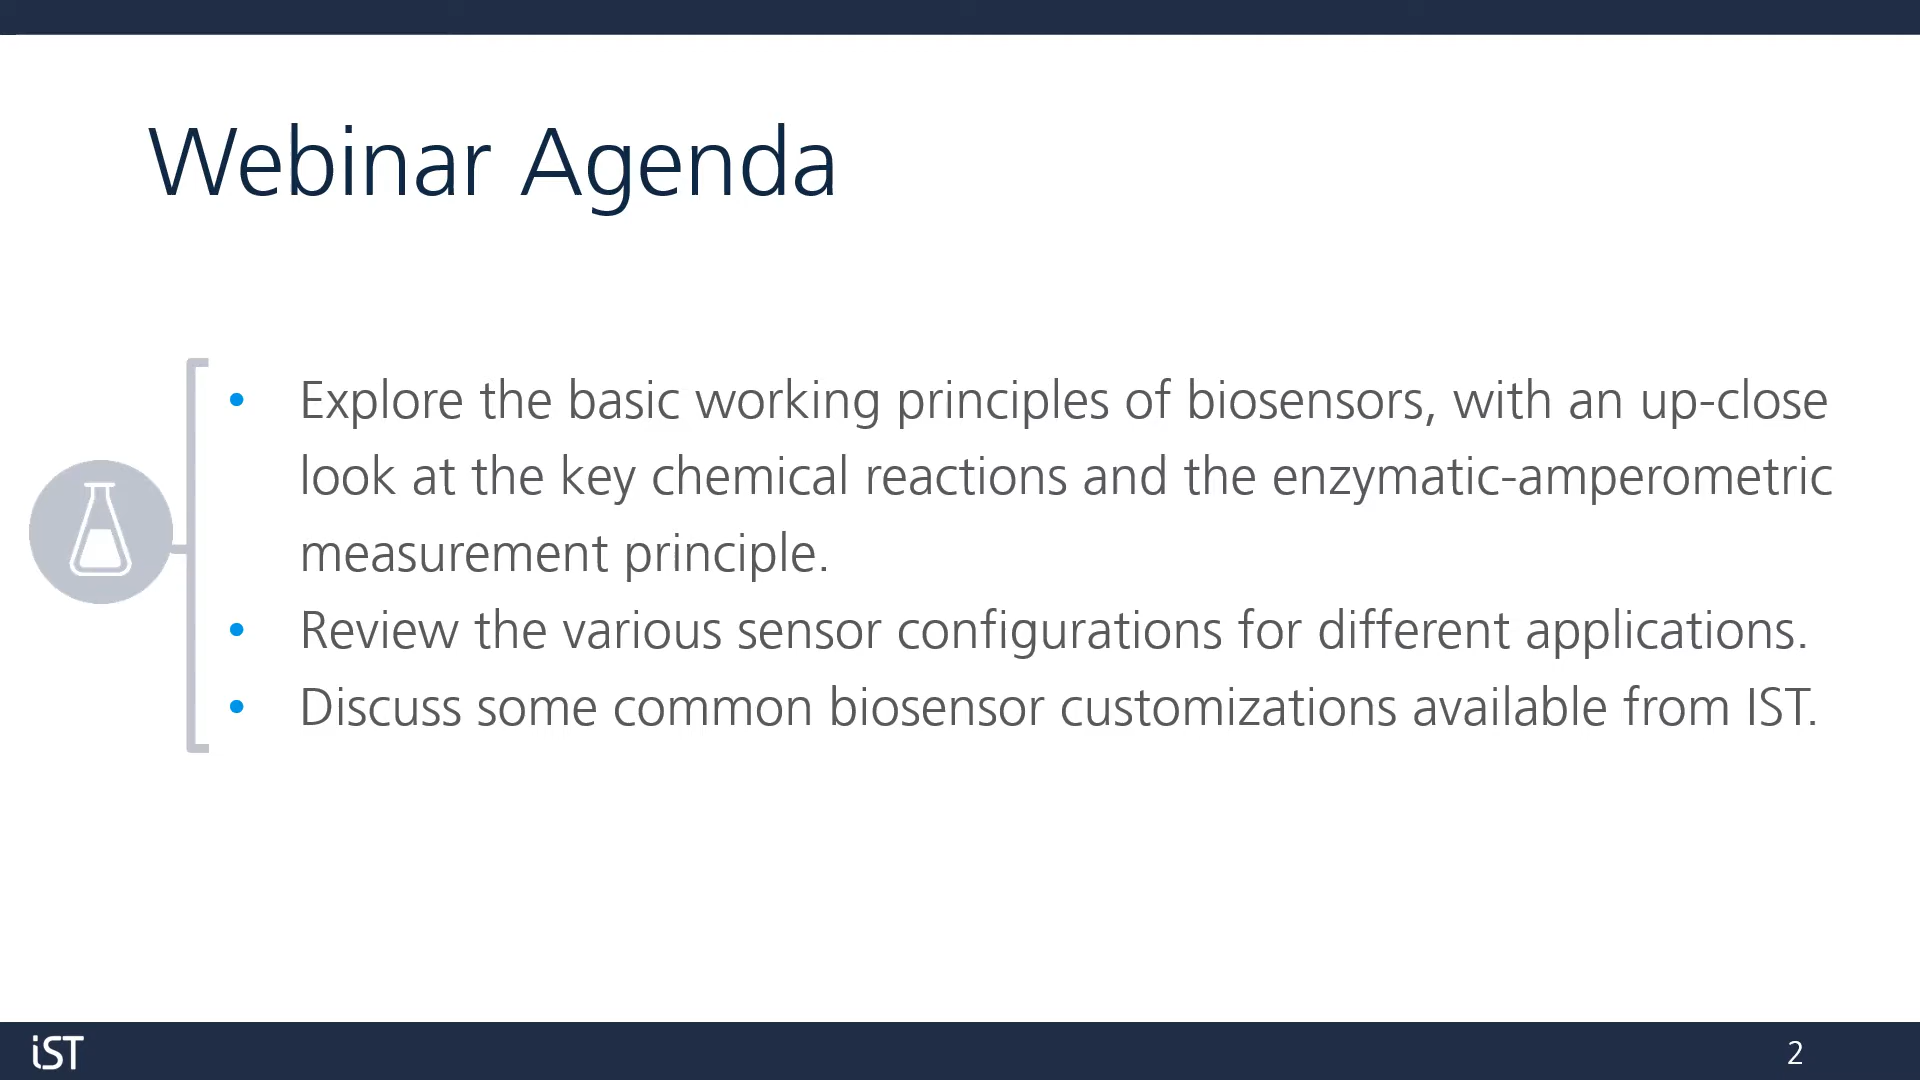 Webinar Agenda
• Explore the basic working principles of biosensors, with an up-close
look at the key chemical reactions and the enzymatic-amperometric
measurement principle.
• Review the various sensor configurations for different applications.
• Discuss some common biosensor customizations available from IST.
iST
2